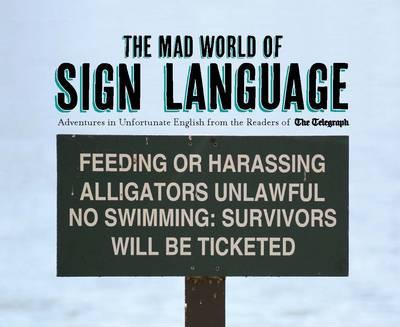 THE MAD WORLD OF
SIGN LANGUAGE
Adventures in Unfortunate English from the Readers of The Telegraph
FEEDING OR HARASSING
ALLIGATORS UNLAWFUL
NO SWIMMING: SURVIVORS
WILL BE TICKETED